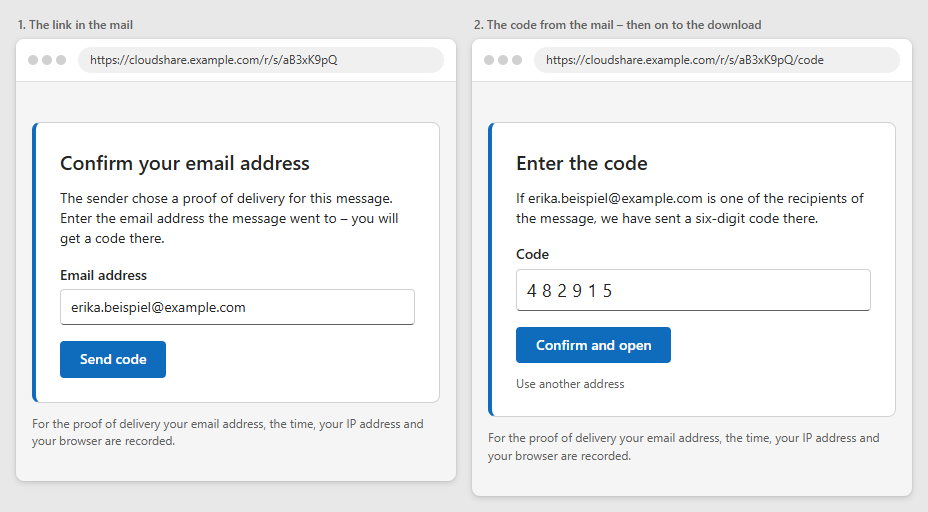 1. The link in the mail
https://cloudshare.example.com/r/s/aB3xK9pQ
Confirm your email address
The sender chose a proof of delivery for this message.
Enter the email address the message went to – you will
get a code there.
Email address
erika.beispiel@example.com
Send code
For the proof of delivery your email address, the time, your IP address and
your browser are recorded.
2. The code from the mail – then on to the download
https://cloudshare.example.com/r/s/aB3xK9pQ/code
Enter the code
If erika.beispiel@example.com is one of the recipients of
the message, we have sent a six-digit code there.
Code
482915
Confirm and open
Use another address
For the proof of delivery your email address, the time, your IP address and
your browser are recorded.